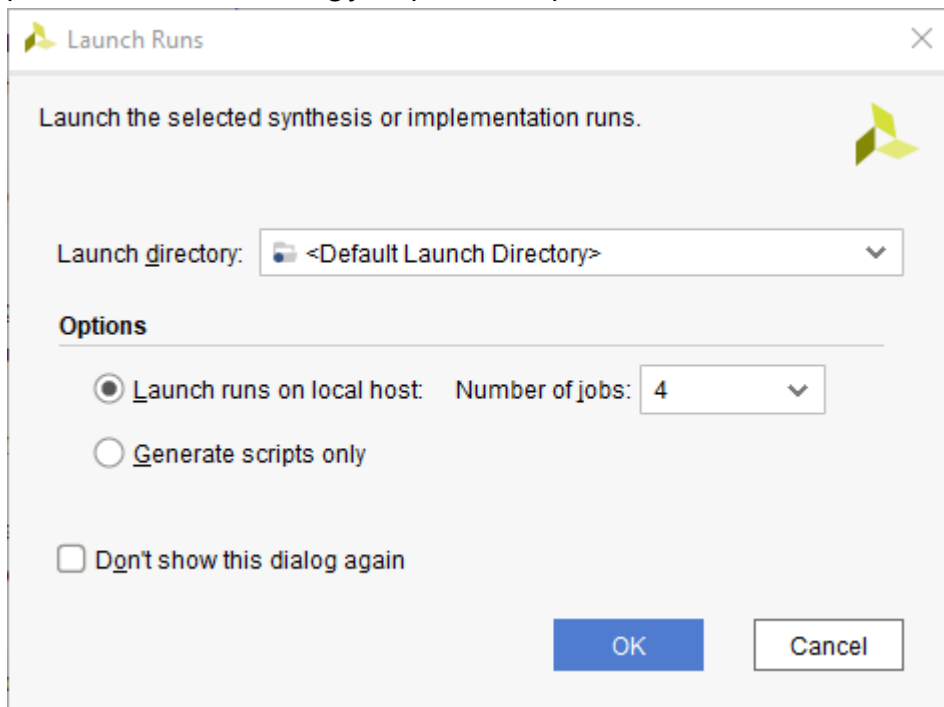 Launch Runs
Launch the selected synthesis or implementation runs.
Launch directory: <Default Launch Directory>
Options
Launch runs on local host: Number of jobs: 4
Generate scripts only
Don't show this dialog again
OK Cancel